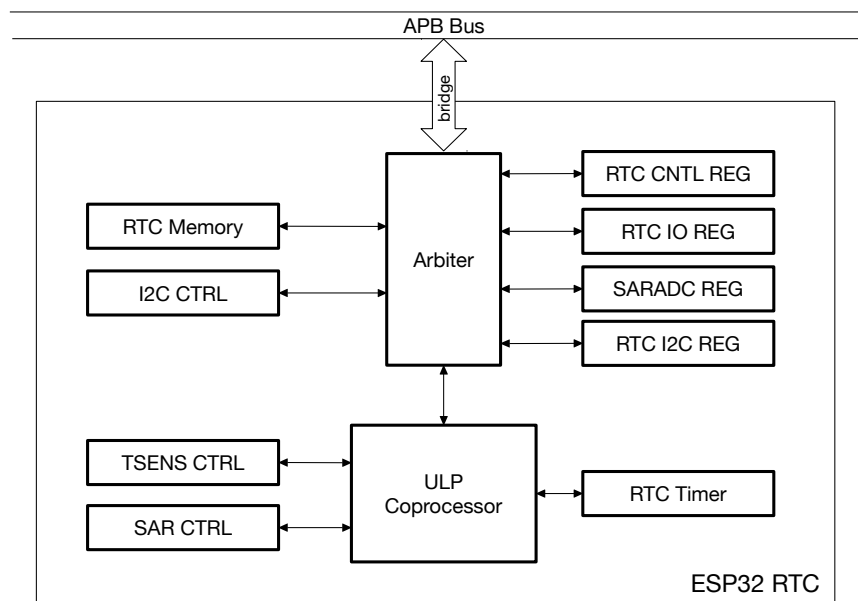 APB Bus
bridge
RTC CNTL REG
RTC Memory
RTC IO REG
Arbiter
I2C CTRL
SARADC REG
RTC I2C REG
TSENS CTRL
ULP
Coprocessor
RTC Timer
SAR CTRL
ESP32 RTC